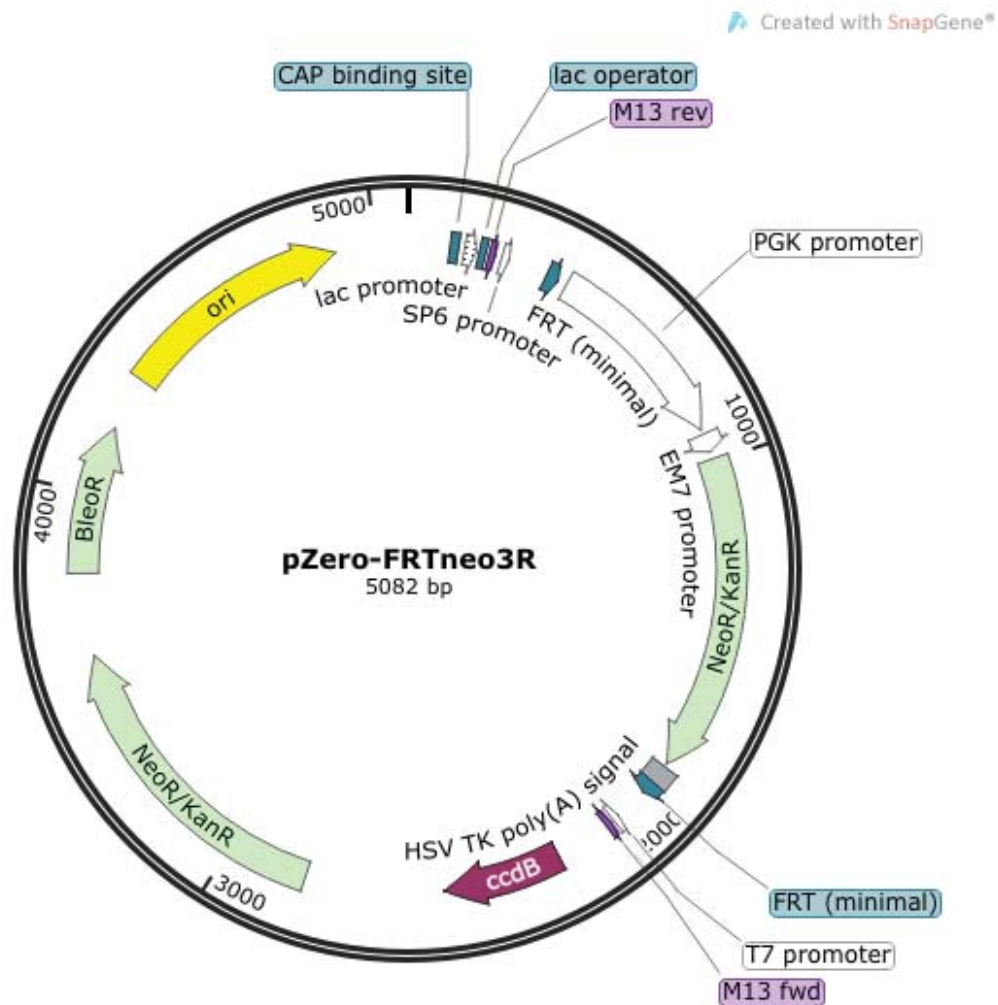 Created with SnapGene®
CAP binding site
lac operator
M13 rev
5000
PGK promoter
ori
lac promoter
SP6 promoter
FRT (minimal)
1000
EM7 promoter
BleoR
4000
pZero-FRTneo3R
5082 bp
NeoR/KanR
NeoR/KanR
HSV TK poly(A) signal
2000
ccdB
3000
FRT (minimal)
T7 promoter
M13 fwd